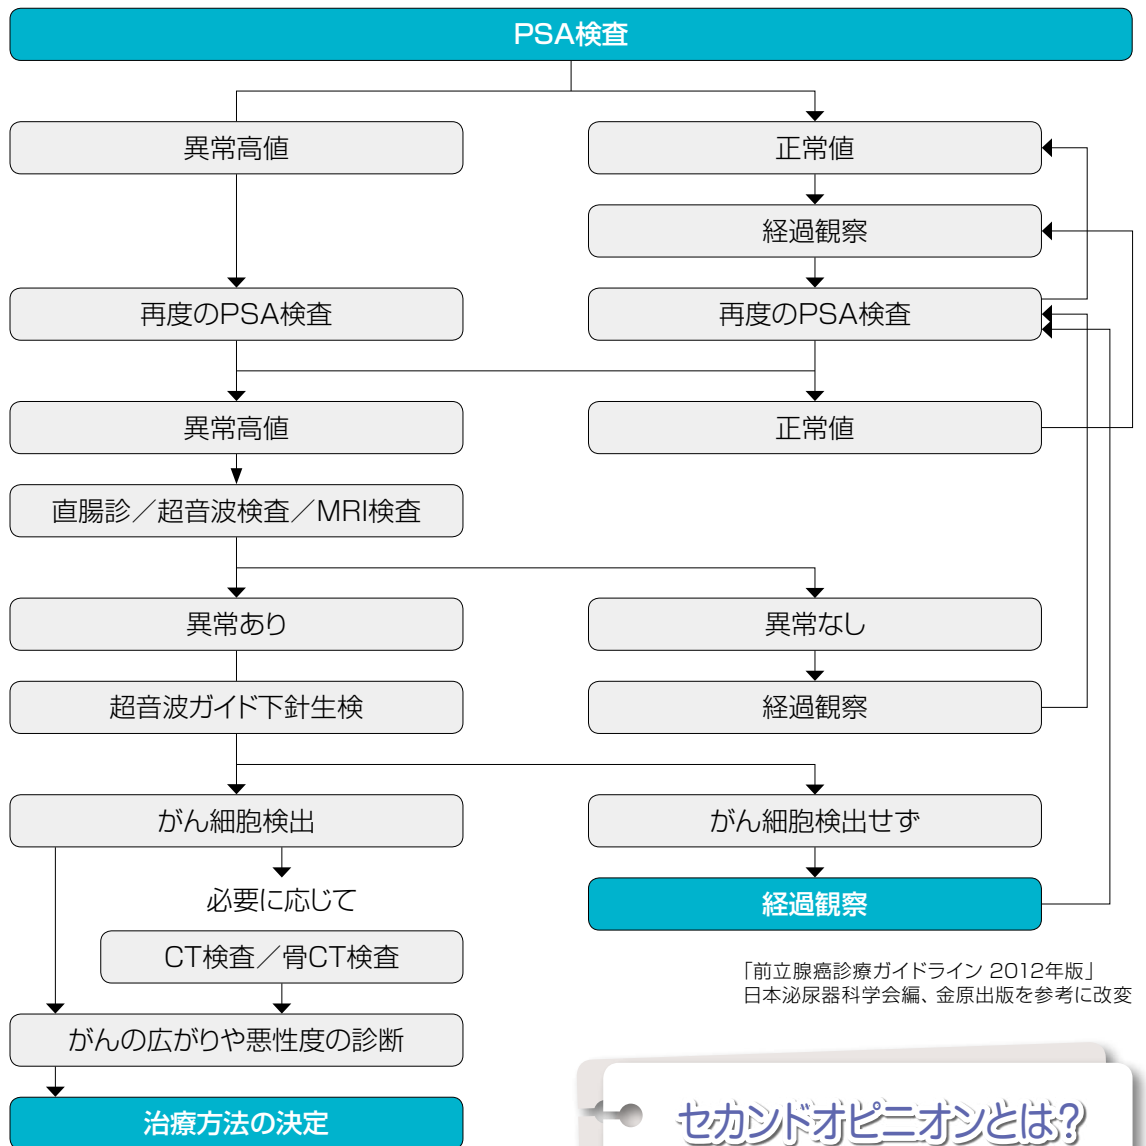 PSA検査
異常高値
正常値
経過観察
再度のPSA検査
再度のPSA検査
異常高値
正常値
直腸診／超音波検査／MRI検査
異常あり
異常なし
超音波ガイド下針生検
経過観察
がん細胞検出
がん細胞検出せず
必要に応じて
経過観察
CT検査／骨CT検査
「前立腺癌診療ガイドライン 2012年版」
日本泌尿器科学会編、金原出版を参考に改変
がんの広がりや悪性度の診断
治療方法の決定
セカンドオピニオンとは?